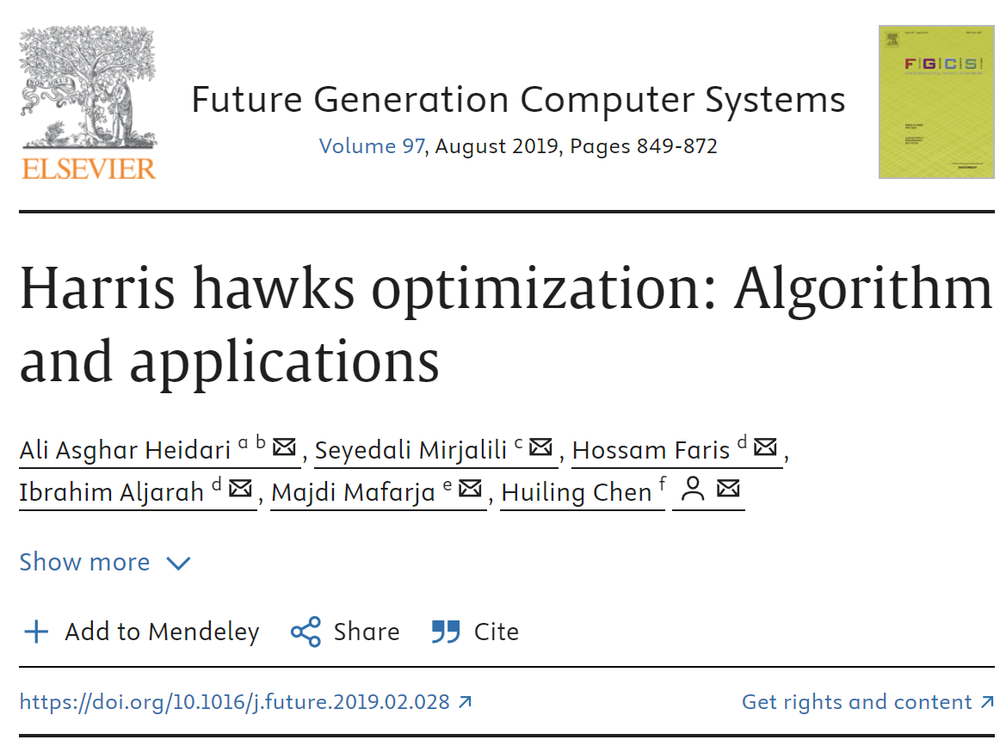 ELSEVIER
Future Generation Computer Systems
Volume 97, August 2019, Pages 849-872
FGCS
Harris hawks optimization: Algorithm
and applications
Ali Asghar Heidari a b, Seyedali Mirjalili c, Hossam Faris d,
Ibrahim Aljarah d, Majdi Mafarja e, Huiling Chen f
Show more
Add to Mendeley Share Cite
https://doi.org/10.1016/j.future.2019.02.028
Get rights and content